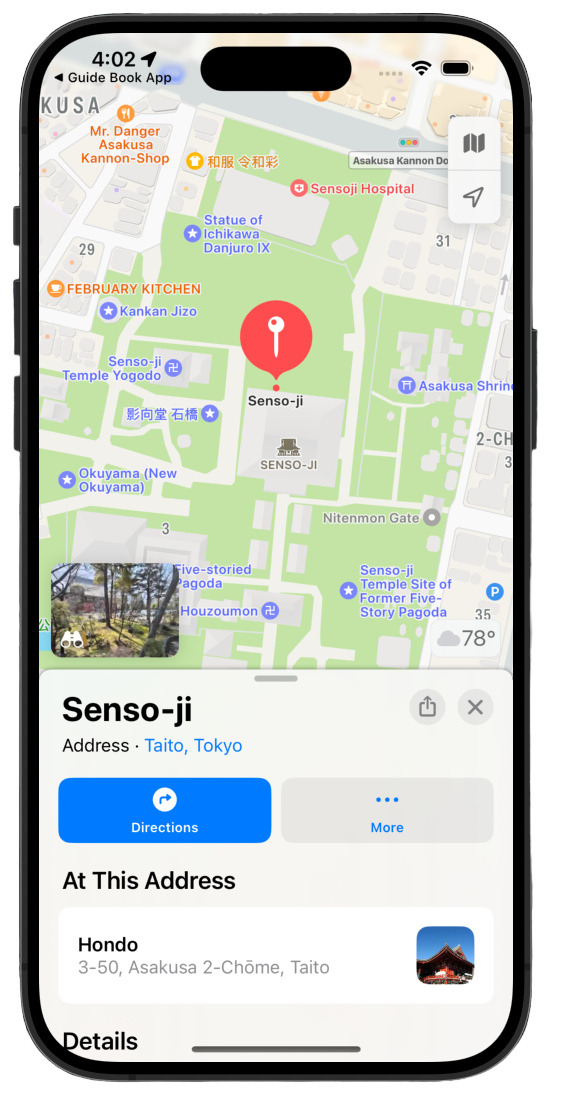 4:02
◀ Guide Book App
KUSA
Mr. Danger
Asakusa
Kannon-Shop
和服 令和彩
Asakusa Kannon Do
Sensoji Hospital
Statue of
Ichikawa
Danjuro IX
31
29
FEBRUARY KITCHEN
Kankan Jizo
Senso-ji
Temple Yogodo
卍
Asakusa Shrine
Senso-ji
影向堂 石橋
SENSO-JI
2-CH
3
Okuyama (New
Okuyama)
Nitenmon Gate
3
Five-storied
Pagoda
Senso-ji
Temple Site of
Former Five-
Story Pagoda
P
Houzoumon
卍
35
公
78°
Senso-ji
Address · Taito, Tokyo
Directions
More
At This Address
Hondo
3-50, Asakusa 2-Chōme, Taito
Details